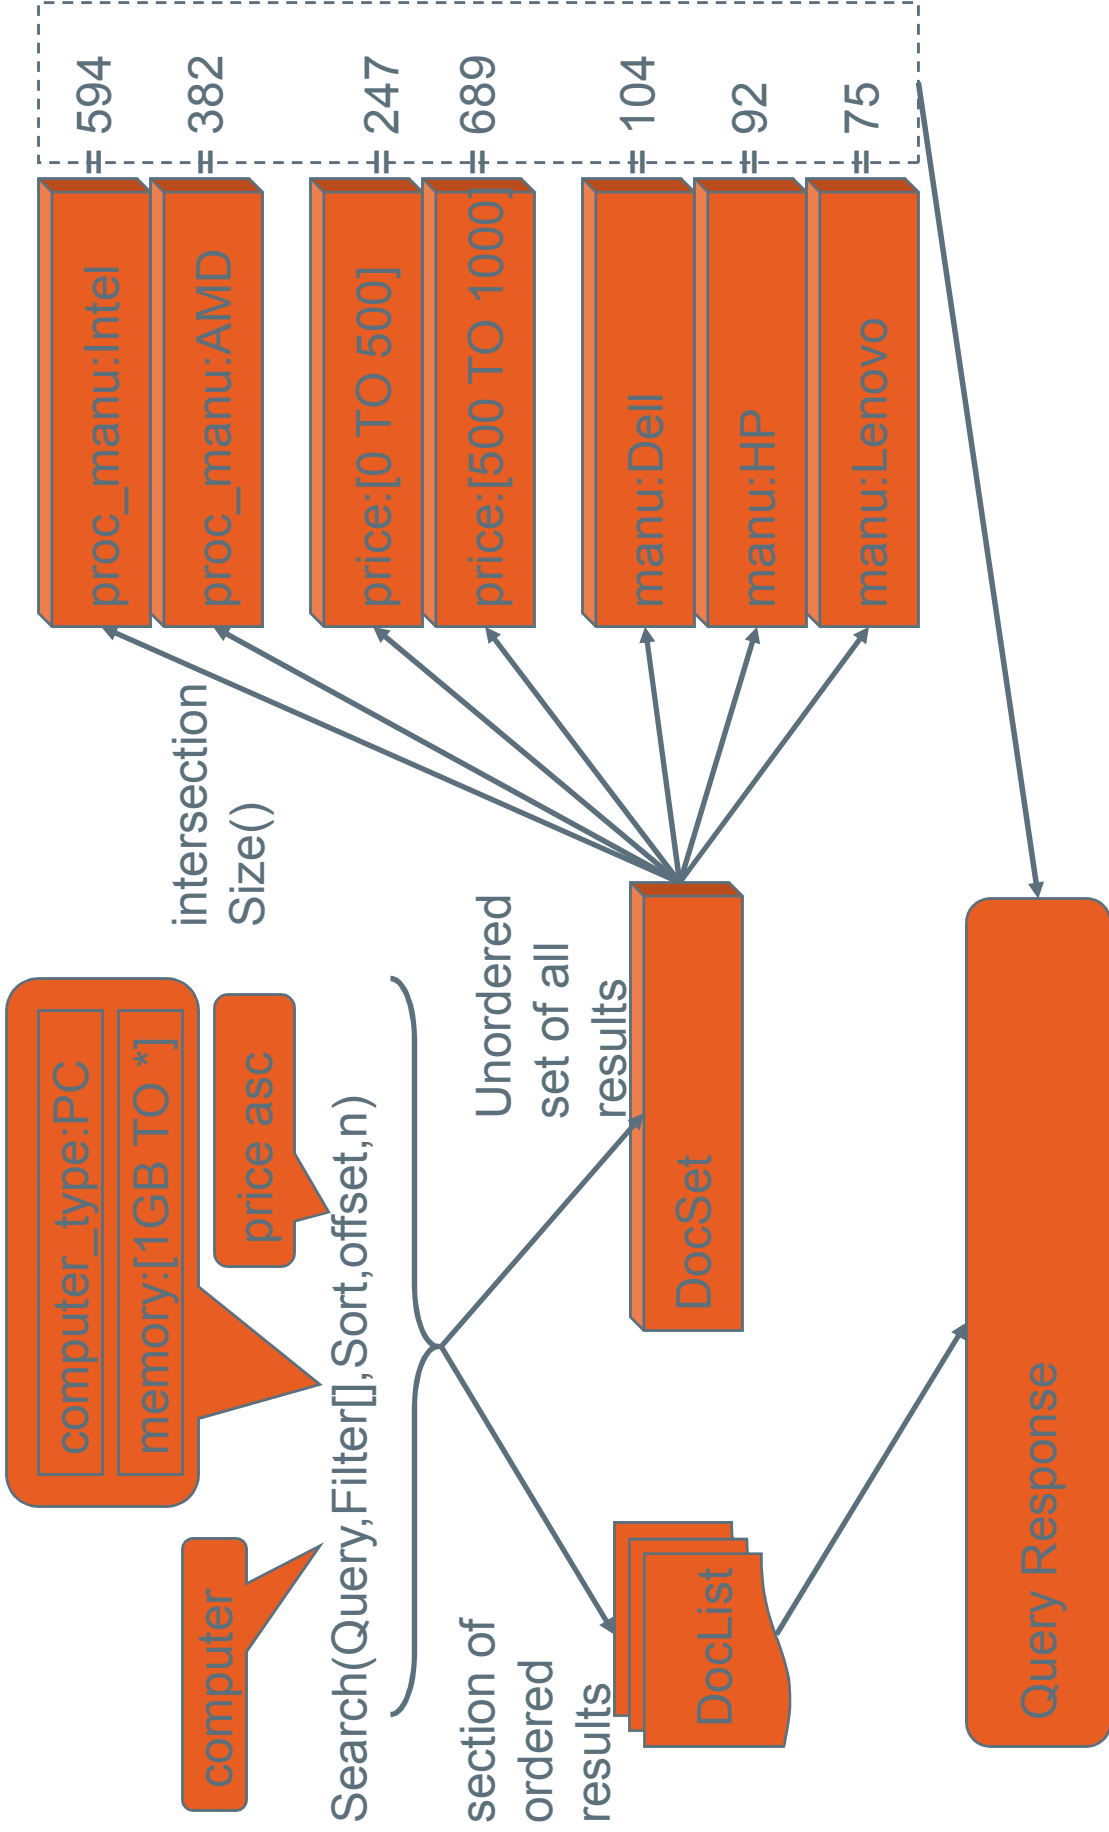 computer_type:PC
memory:[1GB TO *]
computer
price asc
Search(Query,Filter[],Sort,offset,n)
intersection
Size()
section of
ordered
results
Unordered
set of all
results
DocList
DocSet
proc_manu:Intel
= 594
proc_manu:AMD
= 382
price:[0 TO 500]
= 247
price:[500 TO 1000]
= 689
manu:Dell
= 104
manu:HP
= 92
manu:Lenovo
= 75
Query Response